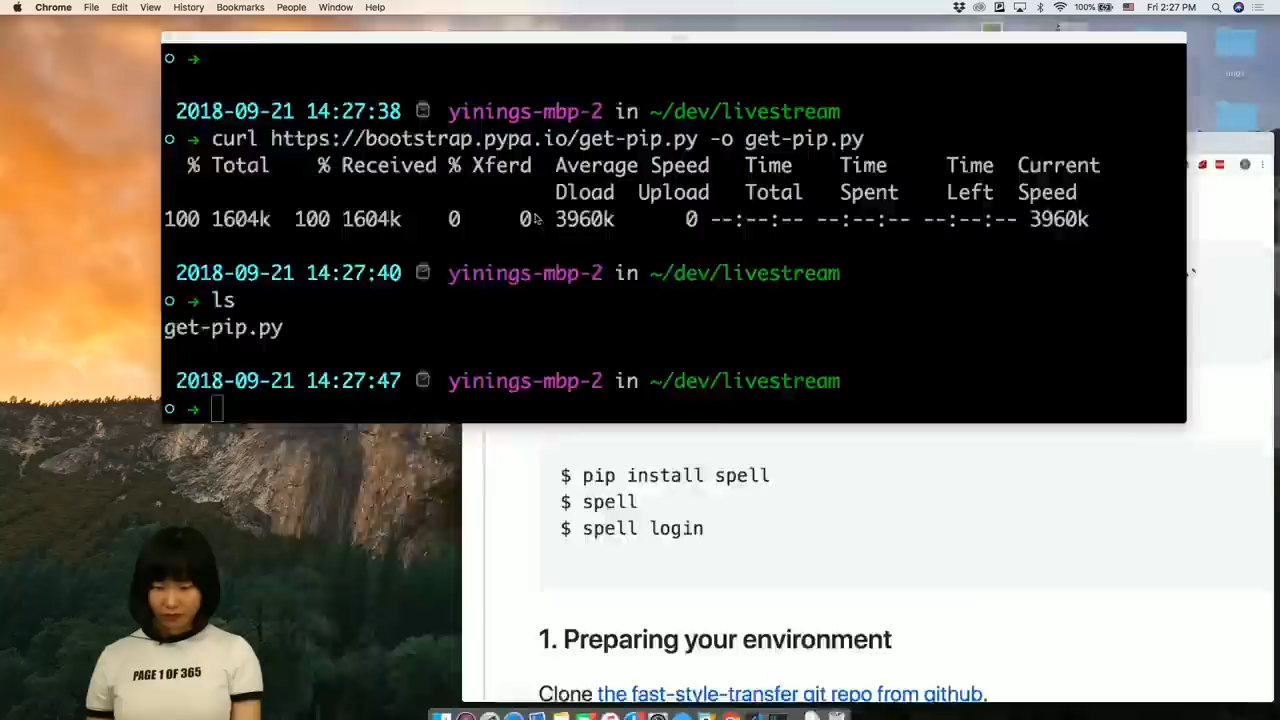 Chrome File Edit View History Bookmarks People Window Help 100% Fri 2:27 PM
➜
2018-09-21 14:27:38 yinings-mbp-2 in ~/dev/livestream
➜ curl https://bootstrap.pypa.io/get-pip.py -o get-pip.py
% Total % Received % Xferd Average Speed Time Time Time Current
Dload Upload Total Spent Left Speed
100 1604k 100 1604k 0 0 3960k 0 --:--:-- --:--:-- --:--:-- 3960k
2018-09-21 14:27:40 yinings-mbp-2 in ~/dev/livestream
➜ ls
get-pip.py
2018-09-21 14:27:47 yinings-mbp-2 in ~/dev/livestream
➜
$ pip install spell
$ spell
$ spell login
1. Preparing your environment
Clone the fast-style-transfer git repo from github.
PAGE 1 OF 365